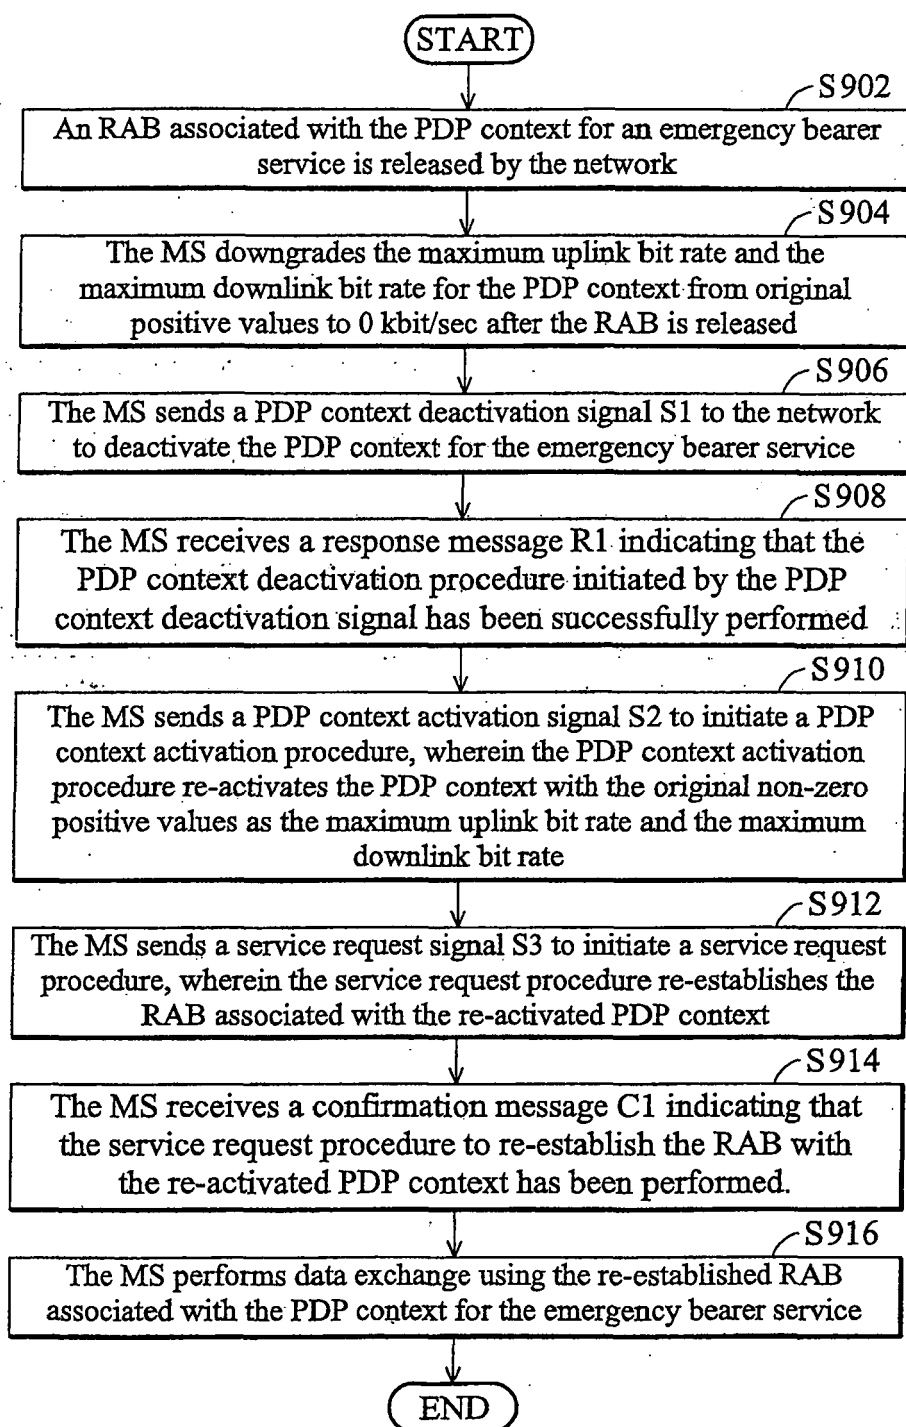 START
S902
An RAB associated with the PDP context for an emergency bearer
service is released by the network
S904
The MS downgrades the maximum uplink bit rate and the
maximum downlink bit rate for the PDP context from original
positive values to 0 kbit/sec after the RAB is released
S906
The MS sends a PDP context deactivation signal S1 to the network
to deactivate the PDP context for the emergency bearer service
S908
The MS receives a response message R1 indicating that the
PDP context deactivation procedure initiated by the PDP
context deactivation signal has been successfully performed
S910
The MS sends a PDP context activation signal S2 to initiate a PDP
context activation procedure, wherein the PDP context activation
procedure re-activates the PDP context with the original non-zero
positive values as the maximum uplink bit rate and the maximum
downlink bit rate
S912
The MS sends a service request signal S3 to initiate a service request
procedure, wherein the service request procedure re-establishes the
RAB associated with the re-activated PDP context
S914
The MS receives a confirmation message C1 indicating that
the service request procedure to re-establish the RAB with
the re-activated PDP context has been performed.
S916
The MS performs data exchange using the re-established RAB
associated with the PDP context for the emergency bearer service
END